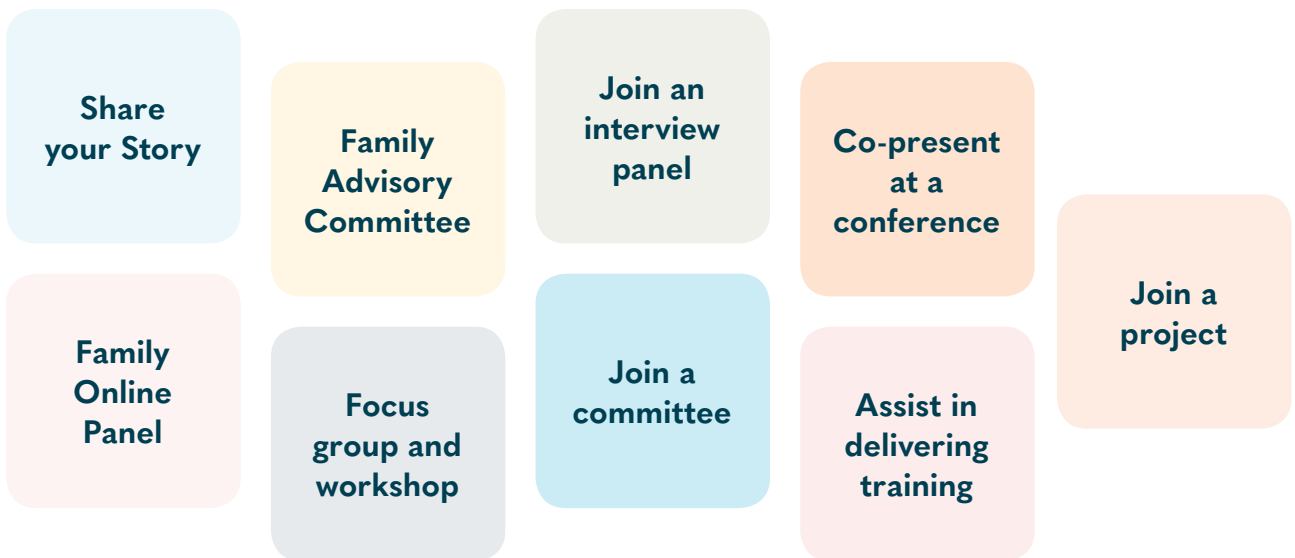 Share
your Story
Family
Advisory
Committee
Join an
interview
panel
Co-present
at a
conference
Join a
project
Family
Online
Panel
Focus
group and
workshop
Join a
committee
Assist in
delivering
training